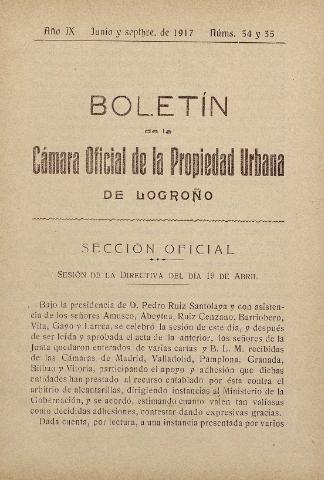 Año IX Junio y septbre. de 1917 Núms. 34 y 35
BOLETÍN
de la
Cámara Oficial de la Propiedad Urbana
DE LOGROÑO
SECCIÓN OFICIAL
SESIÓN DE LA DIRECTIVA DEL DÍA 19 DE ABRIL
Bajo la presidencia de D. Pedro Ruiz Santolaya y con asisten-
cia de los señores Amusco, Abeytua, Ruiz Cenzano, Barriobero,
Vita, Gayo y Larrea, se celebró la sesión de este día, y después
de ser leída y aprobada el acta de la anterior, los señores de la
Junta quedaron enterados de varias cartas y B. L. M. recibidas
de las Cámaras de Madrid, Valladolid, Pamplona, Granada,
Bilbao y Vitoria, participando el apoyo y adhesión que dichas
entidades han prestado al recurso entablado por ésta contra el
arbitrio de alcantarillas, dirigiendo instancias al Ministerio de la
Gobernación, y se acordó, estimando cuanto valen tan valiosas
como decididas adhesiones, contestar dando expresivas gracias.
Dada cuenta, por lectura, a una instancia presentada por varios